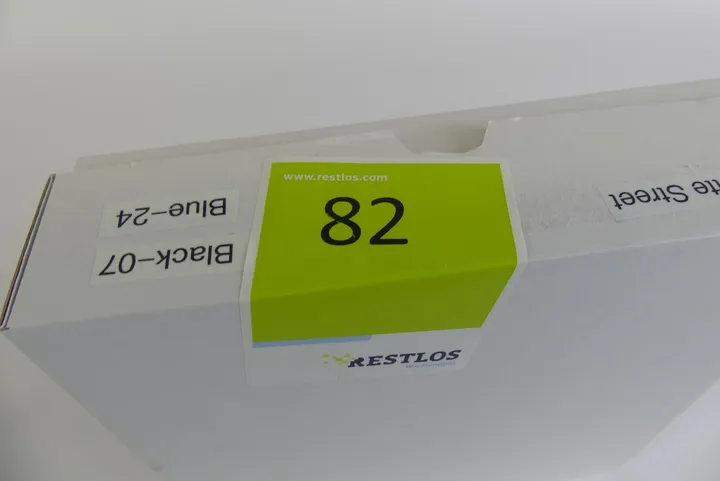 www.restlos.com
82
RESTLOS
Blue-24
Black-07
Street